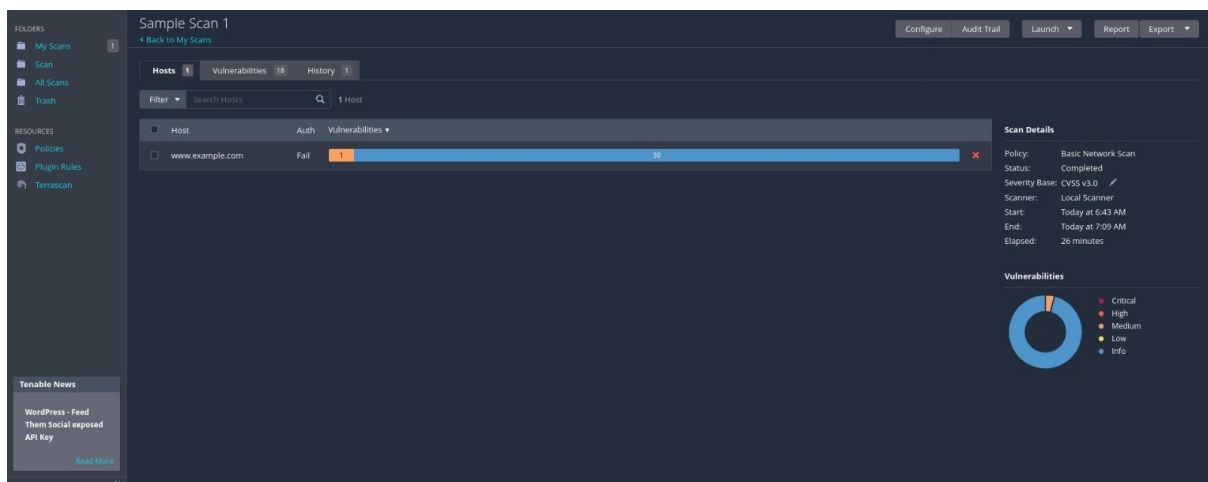 FOLDERS
My Scans 1
Scan
All Scans
Trash
RESOURCES
Policies
Plugin Rules
Terrascan
Tenable News
WordPress - Feed
Them Social exposed
API Key
Read More
Sample Scan 1
Back to My Scans
Configure Audit Trail Launch Report Export
Hosts 1 Vulnerabilities 18 History 1
Filter Search Hosts 1 Host
Host Auth Vulnerabilities
www.example.com Fail 1 30
Scan Details
Policy: Basic Network Scan
Status: Completed
Severity Base: CVSS v3.0
Scanner: Local Scanner
Start: Today at 6:43 AM
End: Today at 7:09 AM
Elapsed: 26 minutes
Vulnerabilities
Critical
High
Medium
Low
Info